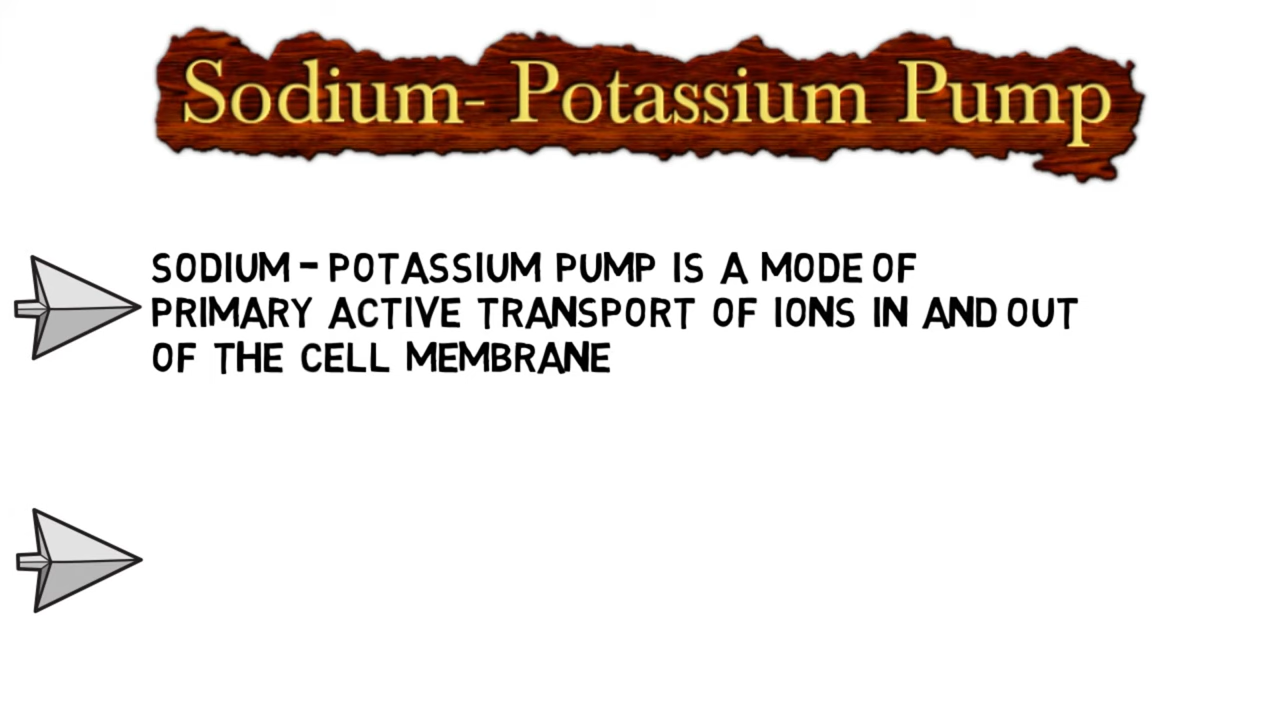 Sodium- Potassium Pump
SODIUM - POTASSIUM PUMP IS A MODE OF
PRIMARY ACTIVE TRANSPORT OF IONS IN AND OUT
OF THE CELL MEMBRANE